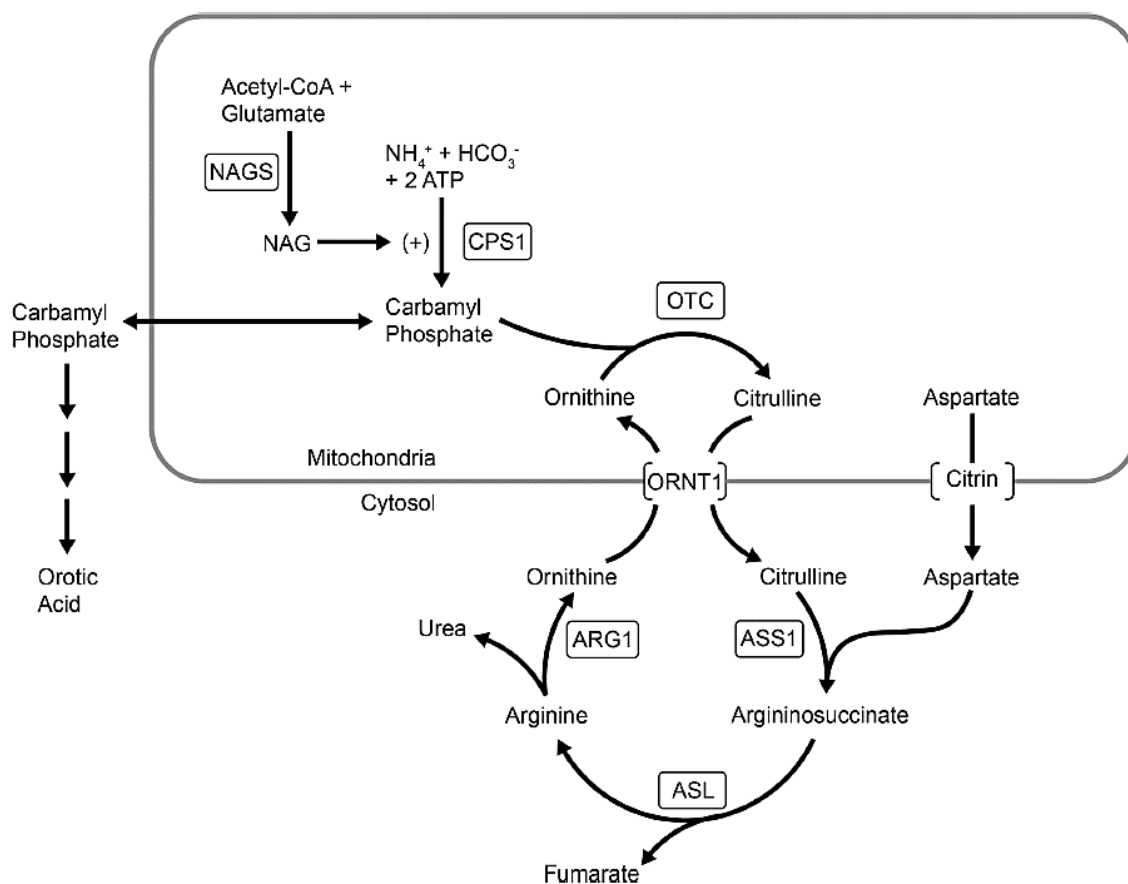 Acetyl-CoA +
Glutamate
NAGS
NH₄⁺ + HCO₃⁻
+ 2 ATP
NAG
(+)
CPS1
Carbamyl
Phosphate
Carbamyl
Phosphate
OTC
Ornithine
Citrulline
Aspartate
Mitochondria
Cytosol
ORNT1
Citrin
Orotic
Acid
Ornithine
Citrulline
Aspartate
Urea
ARG1
ASS1
Arginine
Argininosuccinate
ASL
Fumarate